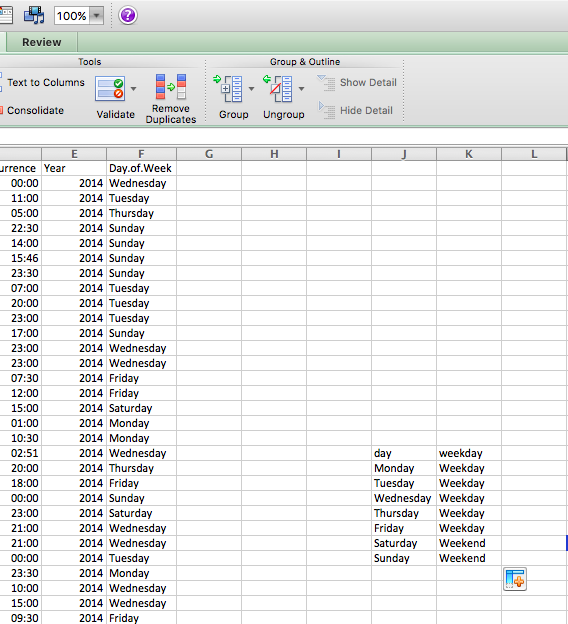 100%
?
Review
Tools Group & Outline
Text to Columns Show Detail
Consolidate Validate Remove Duplicates Group Ungroup Hide Detail
E F G H I J K L
urrence Year Day.of.Week
00:00 2014 Wednesday
11:00 2014 Tuesday
05:00 2014 Thursday
22:30 2014 Sunday
14:00 2014 Sunday
15:46 2014 Sunday
23:30 2014 Sunday
07:00 2014 Tuesday
20:00 2014 Tuesday
23:00 2014 Tuesday
17:00 2014 Sunday
23:00 2014 Wednesday
23:00 2014 Wednesday
07:30 2014 Friday
12:00 2014 Friday
15:00 2014 Saturday
01:00 2014 Monday
10:30 2014 Monday
02:51 2014 Wednesday day weekday
20:00 2014 Thursday Monday Weekday
18:00 2014 Friday Tuesday Weekday
00:00 2014 Sunday Wednesday Weekday
23:00 2014 Saturday Thursday Weekday
21:00 2014 Wednesday Friday Weekday
21:00 2014 Wednesday Saturday Weekend
00:00 2014 Tuesday Sunday Weekend
23:30 2014 Monday
10:00 2014 Wednesday
15:00 2014 Wednesday
09:30 2014 Friday